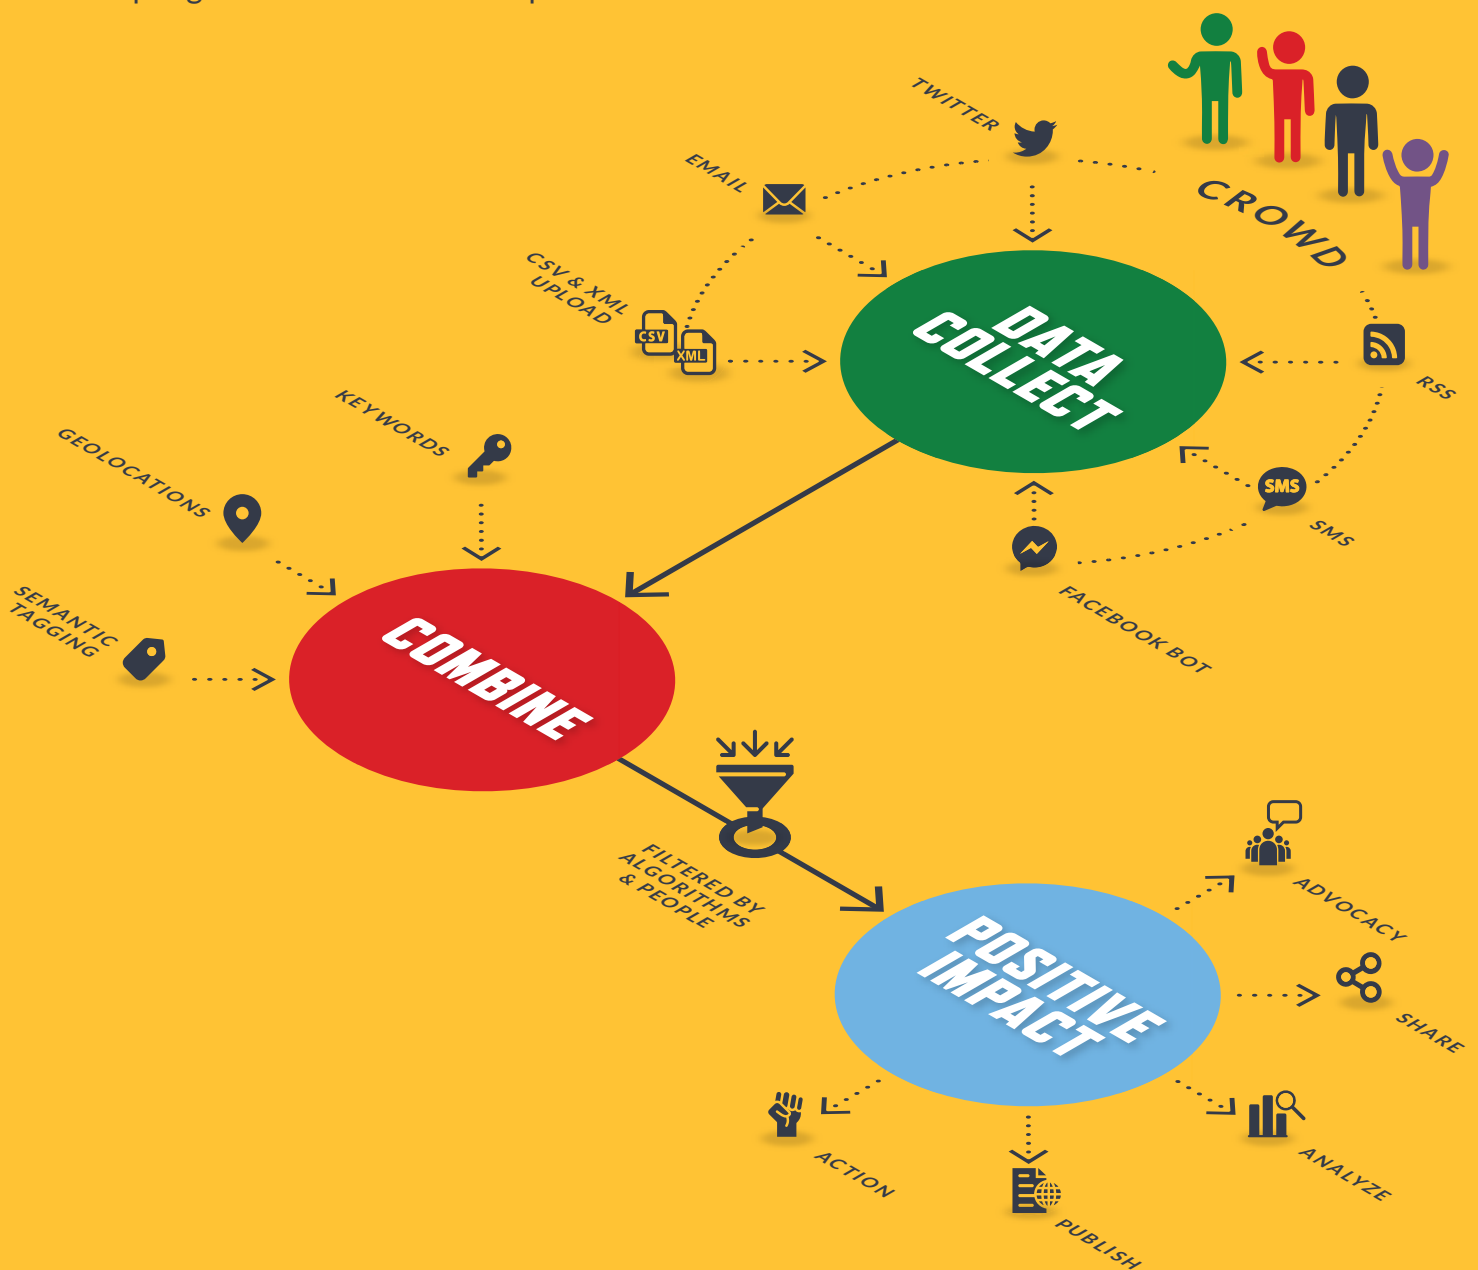 TWITTER
EMAIL
CROWD
CSV & XML
UPLOAD
CSV
XML
DATA
COLLECT
RSS
KEYWORDS
GEOLOCATIONS
SMS
SMS
SEMANTIC
TAGGING
FACEBOOK BOT
COMBINE
FILTERED BY
ALGORITHMS
& PEOPLE
ADVOCACY
POSITIVE
IMPACT
SHARE
ACTION
ANALYZE
PUBLISH